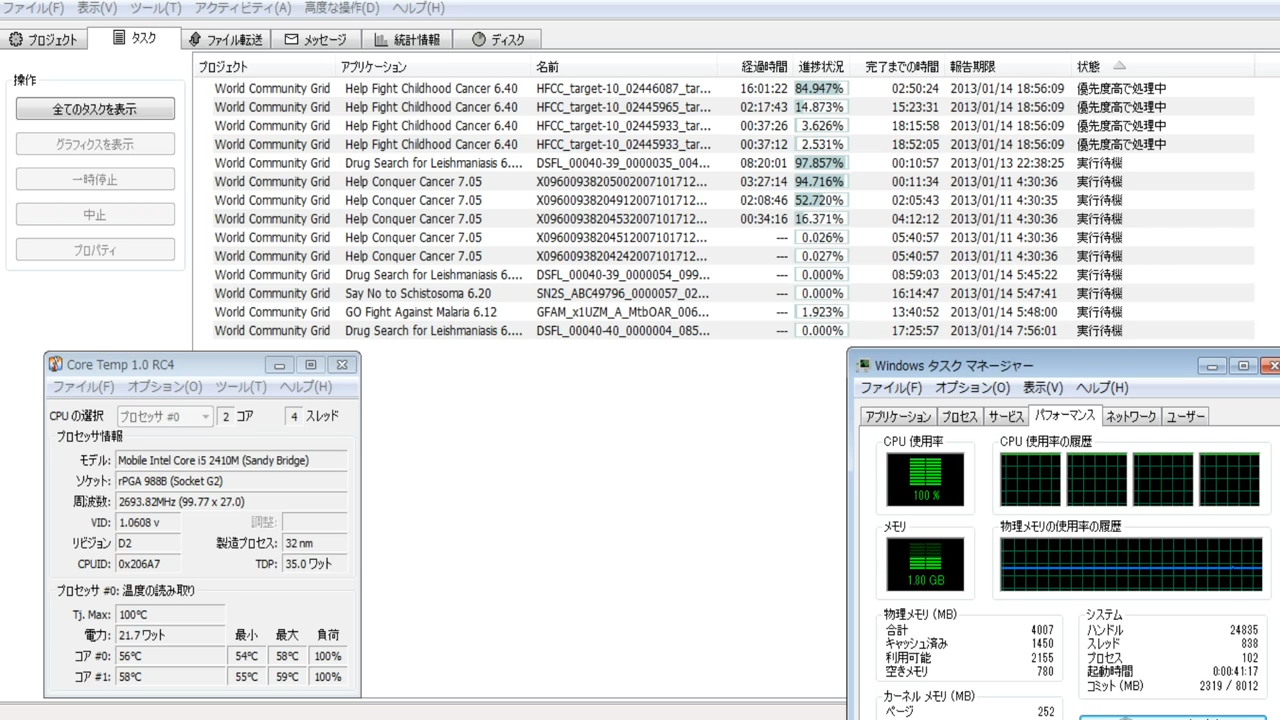 ファイル(F) 表示(V) ツール(T) アクティビティ(A) 高度な操作(D) ヘルプ(H)
プロジェクト タスク ファイル転送 メッセージ 統計情報 ディスク
操作
全てのタスクを表示
グラフィクスを表示
一時停止
中止
プロパティ
プロジェクト アプリケーション 名前 経過時間 進捗状況 完了までの時間 報告期限 状態
World Community Grid Help Fight Childhood Cancer 6.40 HFCC_target-10_02446087_tar... 16:01:22 84.947% 02:50:24 2013/01/14 18:56:09 優先度高で処理中
World Community Grid Help Fight Childhood Cancer 6.40 HFCC_target-10_02445965_tar... 02:17:43 14.873% 15:23:31 2013/01/14 18:56:09 優先度高で処理中
World Community Grid Help Fight Childhood Cancer 6.40 HFCC_target-10_02445933_tar... 00:37:26 3.626% 18:15:58 2013/01/14 18:56:09 優先度高で処理中
World Community Grid Help Fight Childhood Cancer 6.40 HFCC_target-10_02445933_tar... 00:37:12 2.531% 18:52:05 2013/01/14 18:56:09 優先度高で処理中
World Community Grid Drug Search for Leishmaniasis 6.... DSFL_00040-39_0000035_004... 08:20:01 97.857% 00:10:57 2013/01/13 22:38:25 実行待機
World Community Grid Help Conquer Cancer 7.05 X0960093820500200710171 2... 03:27:14 94.716% 00:11:34 2013/01/11 4:30:36 実行待機
World Community Grid Help Conquer Cancer 7.05 X0960093820491200710171 2... 02:08:46 52.720% 02:05:43 2013/01/11 4:30:35 実行待機
World Community Grid Help Conquer Cancer 7.05 X0960093820453200710171 2... 00:34:16 16.371% 04:12:12 2013/01/11 4:30:36 実行待機
World Community Grid Help Conquer Cancer 7.05 X0960093820451200710171 2... --- 0.026% 05:40:57 2013/01/11 4:30:36 実行待機
World Community Grid Help Conquer Cancer 7.05 X0960093820424200710171 2... --- 0.027% 05:40:57 2013/01/11 4:30:36 実行待機
World Community Grid Drug Search for Leishmaniasis 6.... DSFL_00040-39_0000054_099... --- 0.000% 08:59:03 2013/01/14 5:45:22 実行待機
World Community Grid Say No to Schistosoma 6.20 SN2S_ABC49796_0000057_02... --- 0.000% 16:14:47 2013/01/14 5:47:41 実行待機
World Community Grid GO Fight Against Malaria 6.12 GFAM_x1UZM_A_MtbOAR_006... --- 1.923% 13:40:52 2013/01/14 5:48:00 実行待機
World Community Grid Drug Search for Leishmaniasis 6.... DSFL_00040-40_0000004_085... --- 0.000% 17:25:57 2013/01/14 7:56:01 実行待機
Core Temp 1.0 RC4
ファイル(F) オプション(O) ツール(T) ヘルプ(H)
CPU の選択 プロセッサ #0 2 コア 4 スレッド
プロセッサ情報
モデル: Mobile Intel Core i5 2410M (Sandy Bridge)
ソケット: rPGA 988B (Socket G2)
周波数: 2693.82MHz (99.77 x 27.0)
VID: 1.0608 v 調整:
リビジョン D2 製造プロセス: 32 nm
CPUID: 0x206A7 TDP: 35.0 ワット
プロセッサ #0: 温度の読み取り
Tj. Max: 100℃
電力: 21.7 ワット 最小 最大 負荷
コア #0: 56℃ 54℃ 58℃ 100%
コア #1: 58℃ 55℃ 59℃ 100%
Windows タスク マネージャー
ファイル(F) オプション(O) 表示(V) ヘルプ(H)
アプリケーション プロセス サービス パフォーマンス ネットワーク ユーザー
CPU 使用率 CPU 使用率の履歴
100 %
メモリ 物理メモリの使用率の履歴
1.80 GB
物理メモリ (MB)
合計 4007
キャッシュ済み 1450
利用可能 2155
空きメモリ 780
カーネル メモリ (MB)
ページ 252
システム
ハンドル 24835
スレッド 838
プロセス 102
起動時間 0:00:41:17
コミット (MB) 2319 / 8012